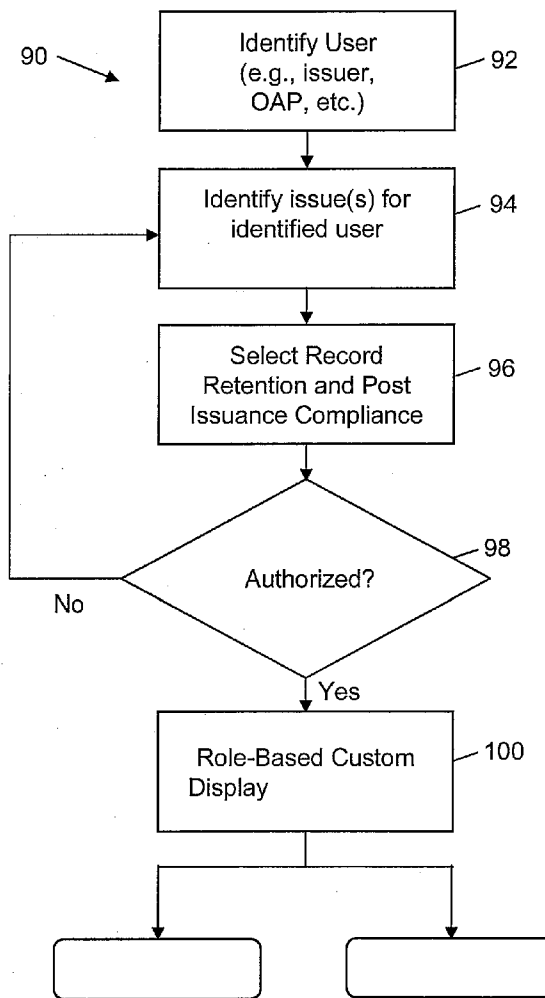 90
Identify User
(e.g., issuer,
OAP, etc.)
92
Identify issue(s) for
identified user
94
Select Record
Retention and Post
Issuance Compliance
96
Authorized?
98
No
Yes
Role-Based Custom
Display
100